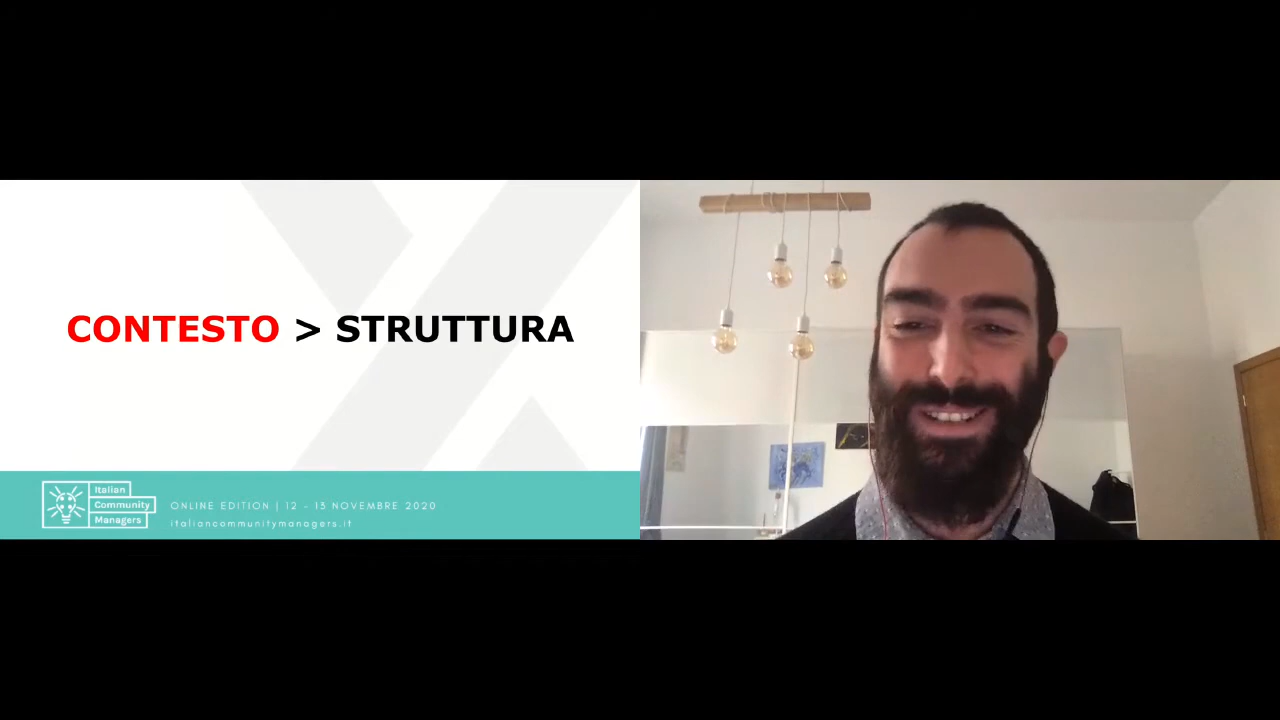 CONTESTO > STRUTTURA
Italian
Community
Managers
ONLINE EDITION | 12 - 13 NOVEMBRE 2020
italiancommunitymanagers.it